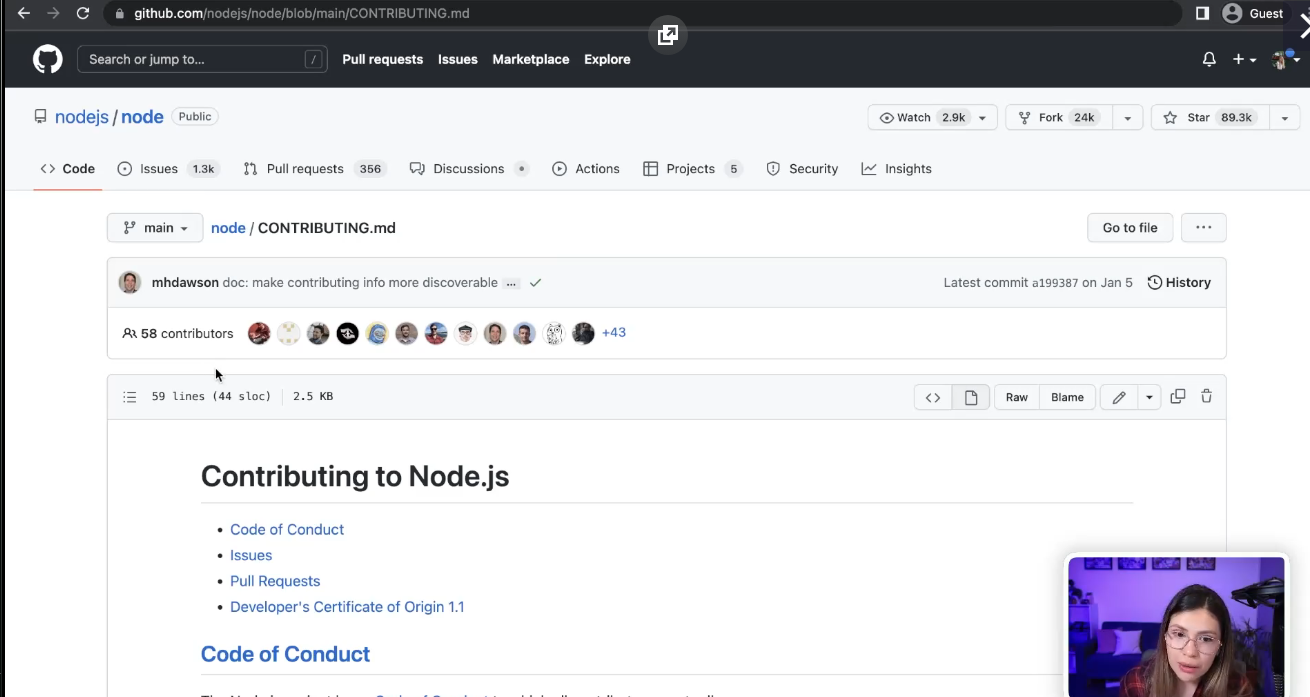 github.com/nodejs/node/blob/main/CONTRIBUTING.md Guest
Search or jump to... / Pull requests Issues Marketplace Explore
nodejs / node Public Watch 2.9k Fork 24k Star 89.3k
Code Issues 1.3k Pull requests 356 Discussions Actions Projects 5 Security Insights
main node / CONTRIBUTING.md Go to file ...
mhdawson doc: make contributing info more discoverable ... Latest commit a199387 on Jan 5 History
58 contributors +43
59 lines (44 sloc) 2.5 KB Raw Blame
Contributing to Node.js
• Code of Conduct
• Issues
• Pull Requests
• Developer's Certificate of Origin 1.1
Code of Conduct